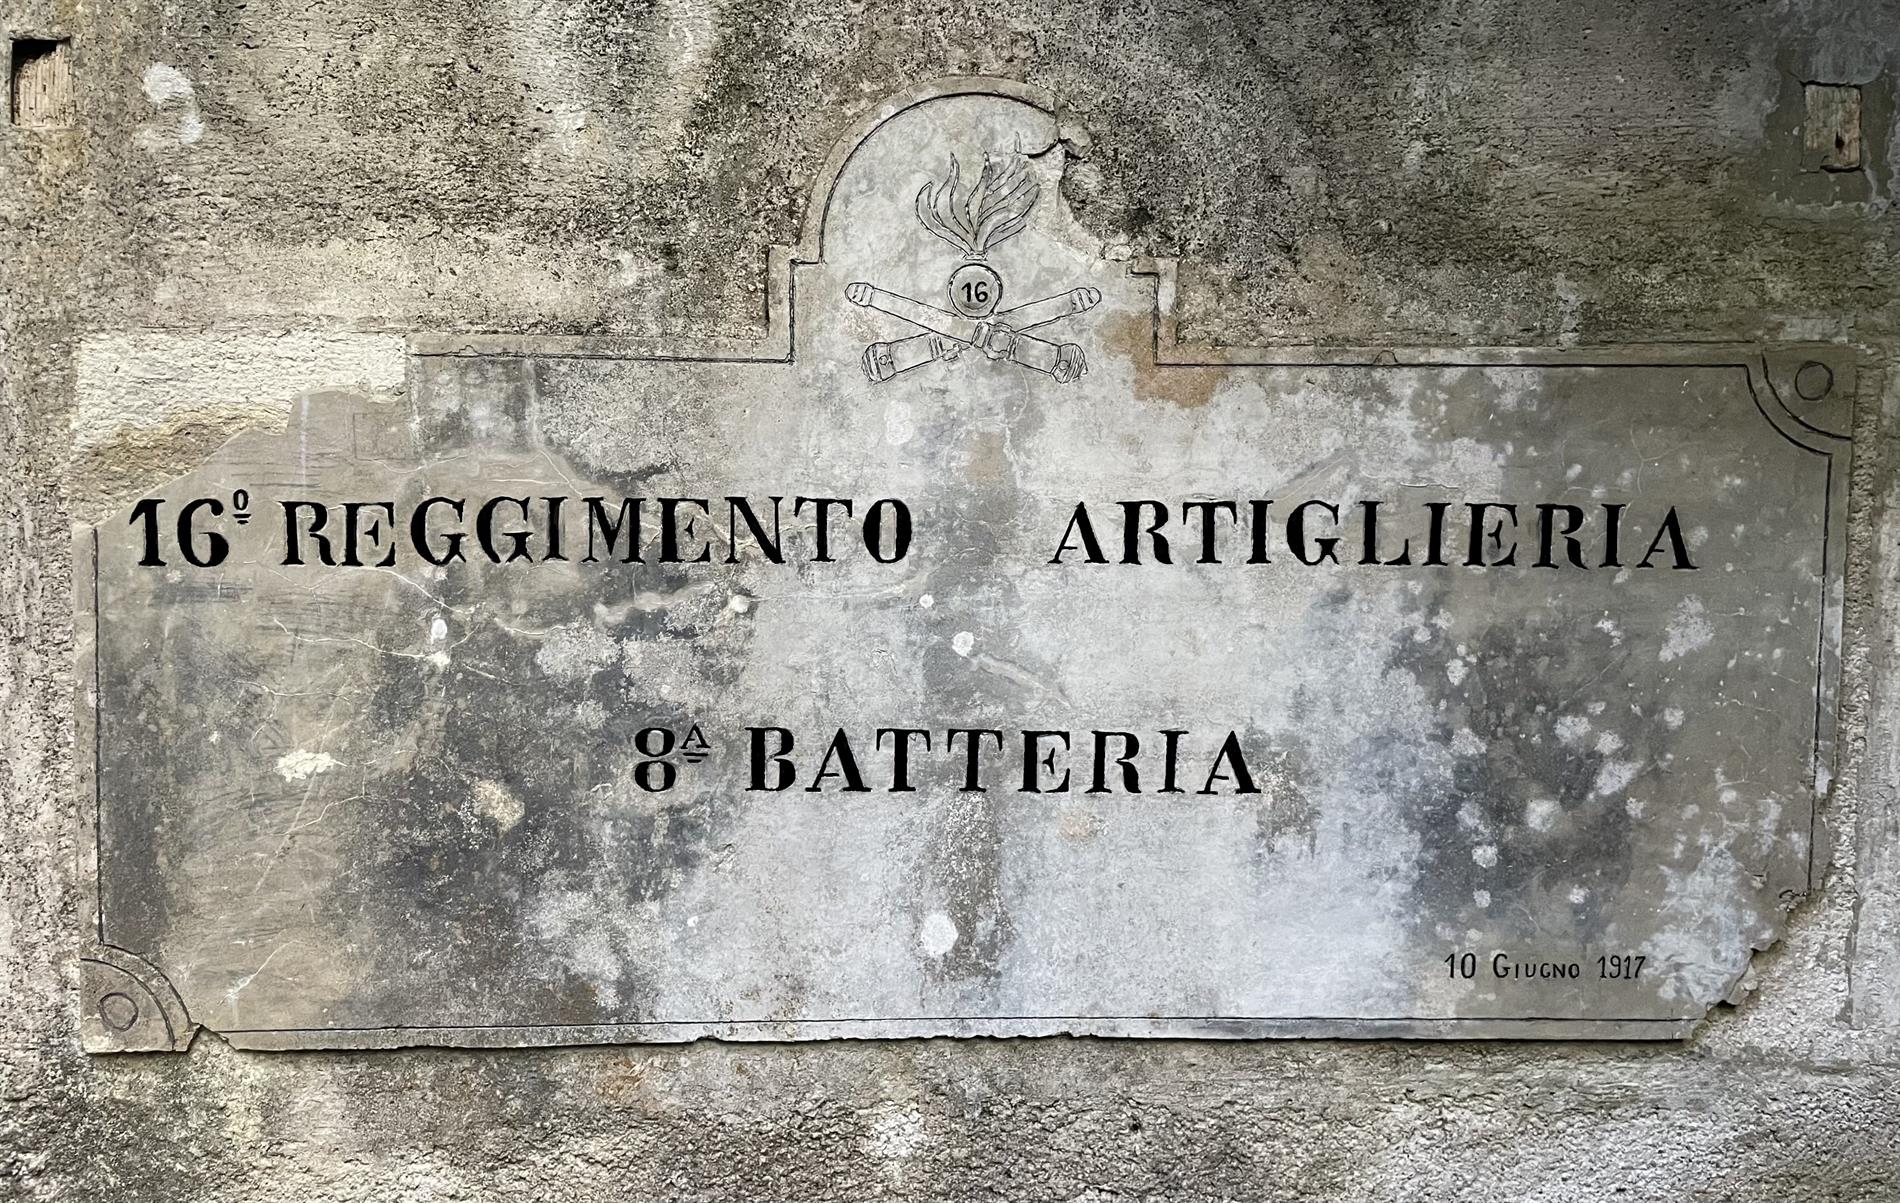 16
16º REGGIMENTO ARTIGLIERIA
8ª BATTERIA
10 GIUGNO 1917